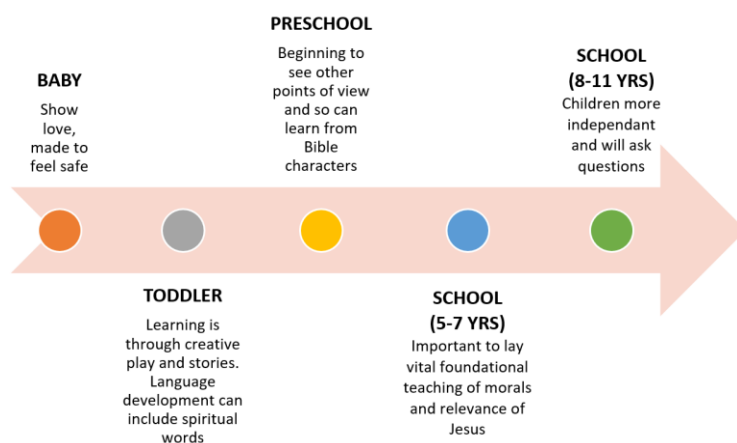 BABY
Show
love,
made to
feel safe
TODDLER
Learning is
through creative
play and stories.
Language
development can
include spiritual
words
PRESCHOOL
Beginning to
see other
points of view
and so can
learn from
Bible
characters
SCHOOL
(5-7 YRS)
Important to lay
vital foundational
teaching of morals
and relevance of
Jesus
SCHOOL
(8-11 YRS)
Children more
independant
and will ask
questions